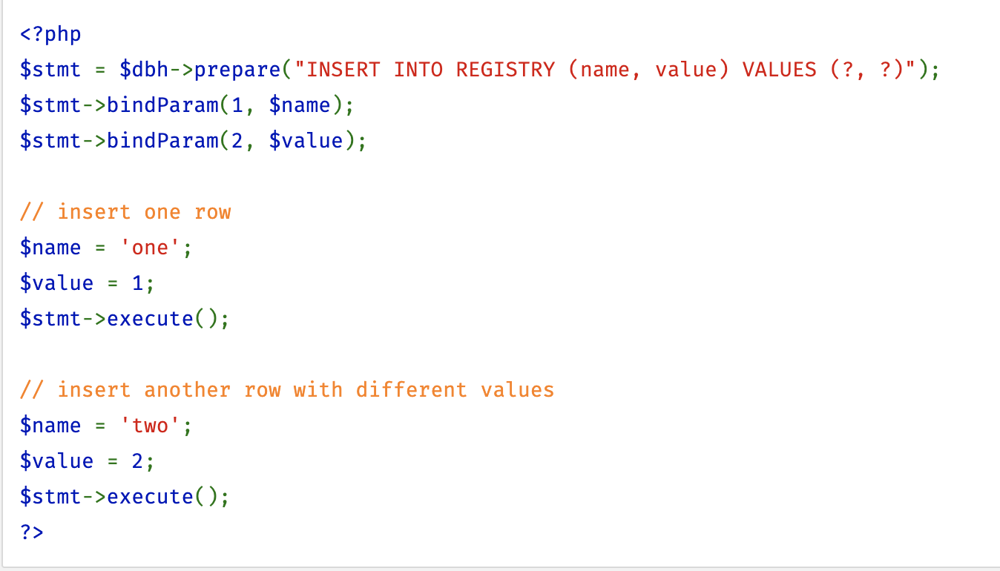 <?php
$stmt = $dbh->prepare("INSERT INTO REGISTRY (name, value) VALUES (?, ?)");
$stmt->bindParam(1, $name);
$stmt->bindParam(2, $value);

// insert one row
$name = 'one';
$value = 1;
$stmt->execute();

// insert another row with different values
$name = 'two';
$value = 2;
$stmt->execute();
?>